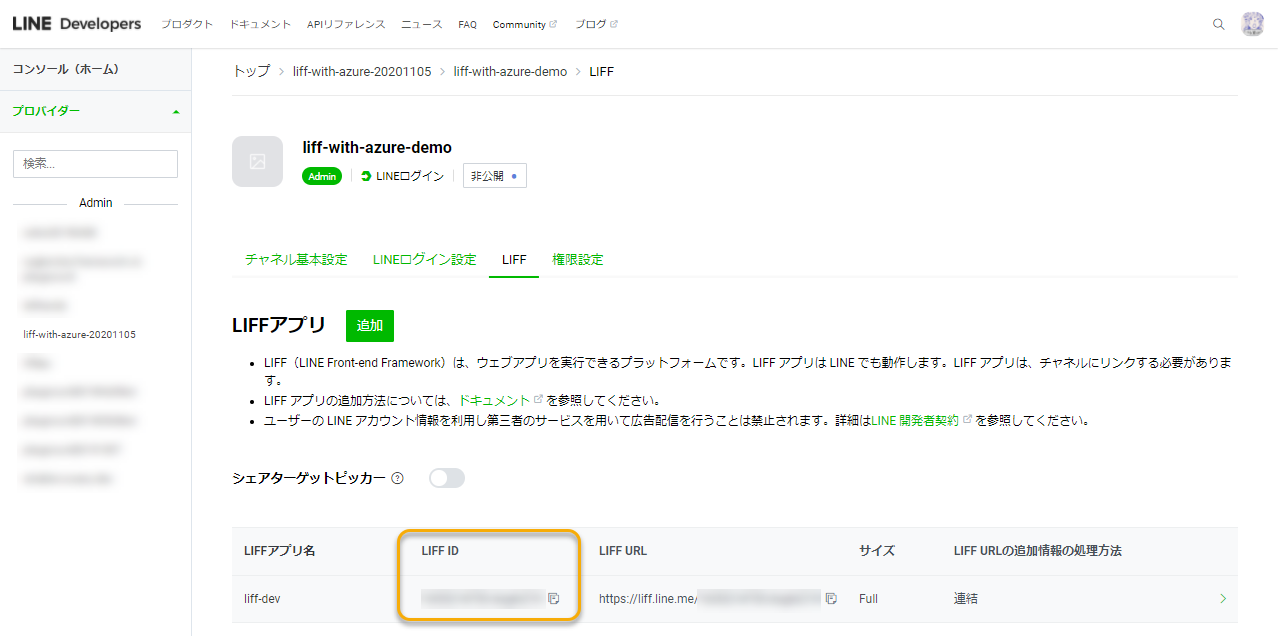 LINE Developers プロダクト ドキュメント APIリファレンス ニュース FAQ Community ブログ
コンソール（ホーム）
プロバイダー
検索...
Admin
liff-with-azure-20201105
トップ > liff-with-azure-20201105 > liff-with-azure-demo > LIFF
liff-with-azure-demo
Admin LINEログイン 非公開
チャネル基本設定 LINEログイン設定 LIFF 権限設定
LIFFアプリ 追加
• LIFF（LINE Front-end Framework）は、ウェブアプリを実行できるプラットフォームです。LIFF アプリは LINE でも動作します。LIFF アプリは、チャネルにリンクする必要がありま
す。
• LIFF アプリの追加方法については、ドキュメント を参照してください。
• ユーザーの LINE アカウント情報を利用し第三者のサービスを用いて広告配信を行うことは禁止されます。詳細はLINE 開発者契約 を参照してください。
シェアターゲットピッカー ?
LIFFアプリ名 LIFF ID LIFF URL サイズ LIFF URLの追加情報の処理方法
liff-dev https://liff.line.me/ Full 連結